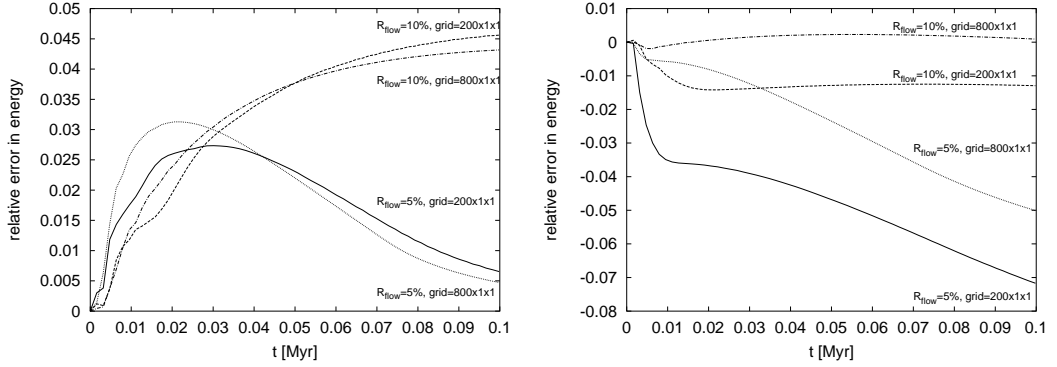 relative error in energy
0.05
0.045
0.04
0.035
0.03
0.025
0.02
0.015
0.01
0.005
0
R_flow=10%, grid=200x1x1
R_flow=10%, grid=800x1x1
R_flow=5%, grid=200x1x1
R_flow=5%, grid=800x1x1
0 0.01 0.02 0.03 0.04 0.05 0.06 0.07 0.08 0.09 0.1
t [Myr]
relative error in energy
0.01
0
-0.01
-0.02
-0.03
-0.04
-0.05
-0.06
-0.07
-0.08
R_flow=10%, grid=800x1x1
R_flow=10%, grid=200x1x1
R_flow=5%, grid=800x1x1
R_flow=5%, grid=200x1x1
0 0.01 0.02 0.03 0.04 0.05 0.06 0.07 0.08 0.09 0.1
t [Myr]